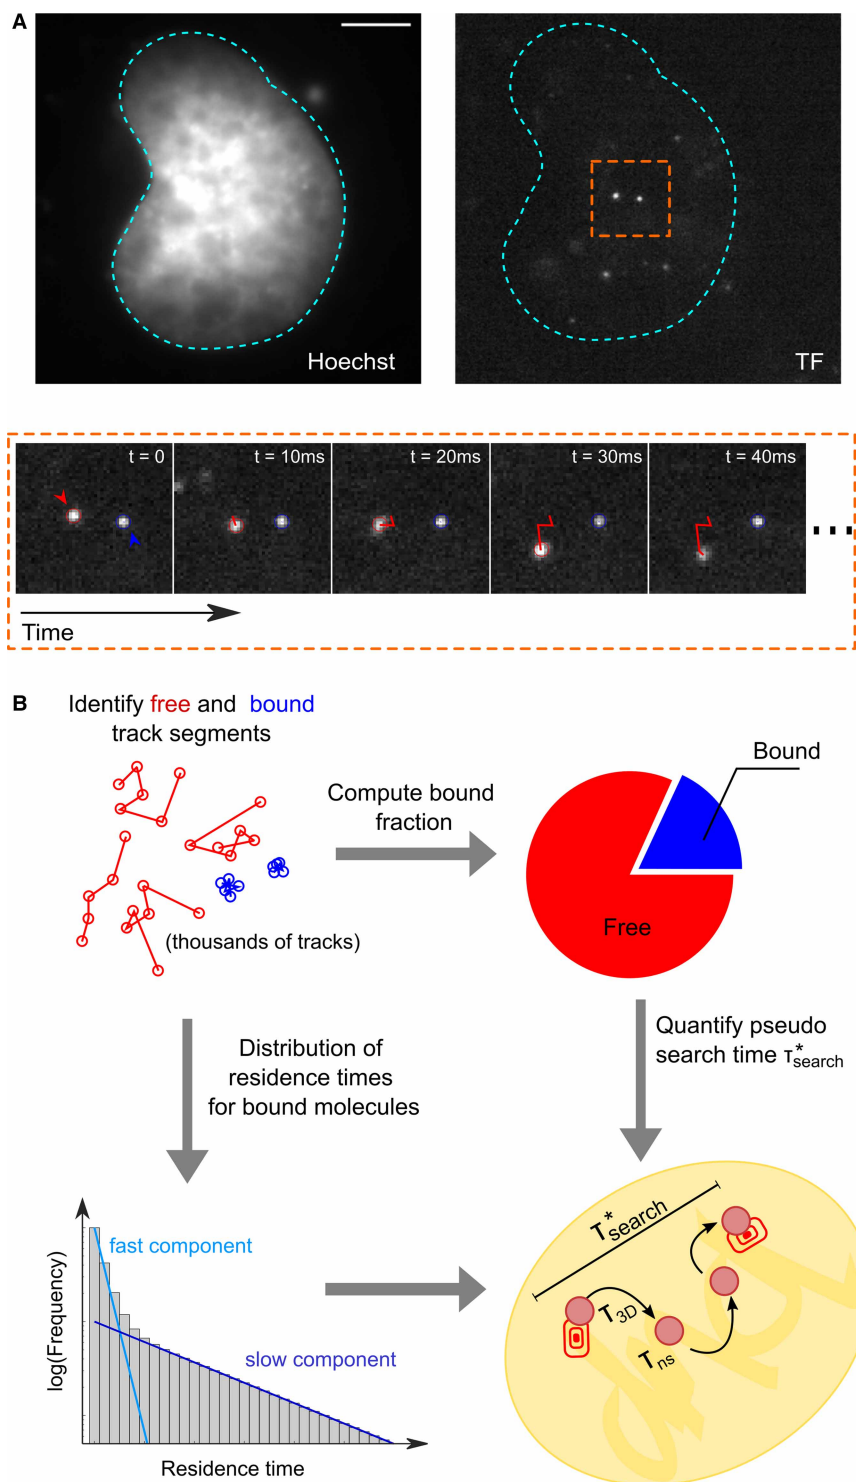 A
Hoechst
TF
t = 0
t = 10ms
t = 20ms
t = 30ms
t = 40ms
Time
B
Identify free and bound
track segments
(thousands of tracks)
Compute bound
fraction
Bound
Free
Distribution of
residence times
for bound molecules
Quantify pseudo
search time τ*search
log(Frequency)
fast component
slow component
Residence time
τ*search
τ3D
τns